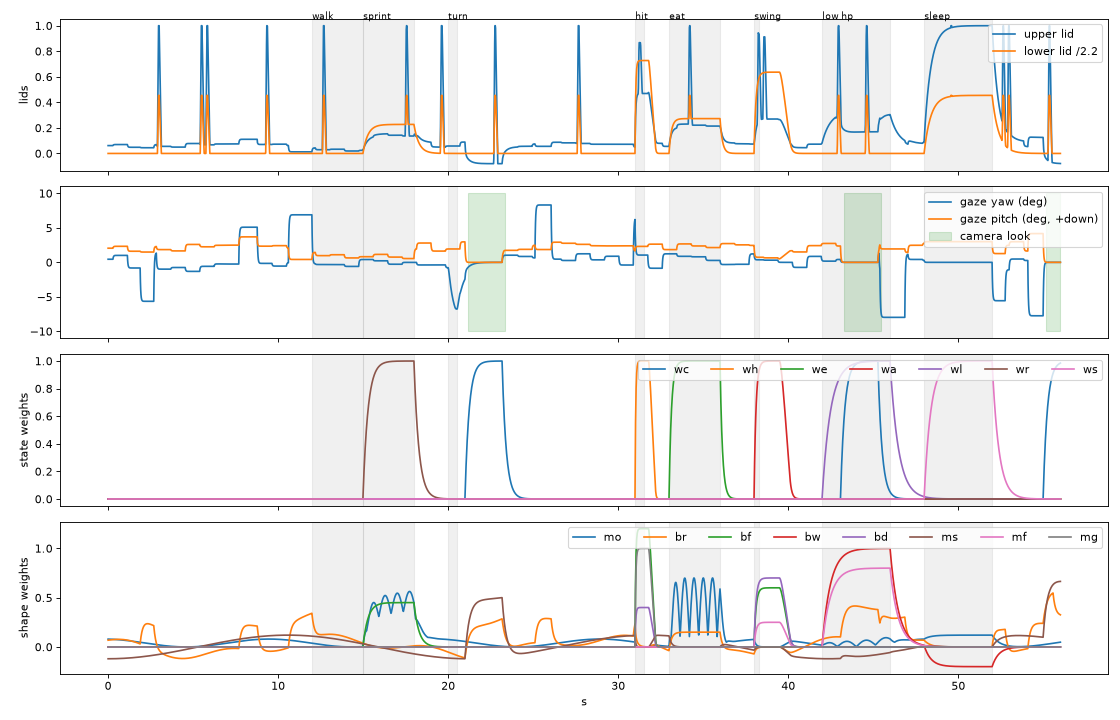 walk sprint turn hit eat swing low hp sleep
1.0
0.8
0.6
0.4
0.2
0.0
lids
upper lid
lower lid /2.2
10
5
0
−5
−10
gaze yaw (deg)
gaze pitch (deg, +down)
camera look
1.0
0.8
0.6
0.4
0.2
0.0
state weights
wc wh we wa wl wr ws
1.0
0.5
0.0
shape weights
mo br bf bw bd ms mf mg
0 10 20 30 40 50
s